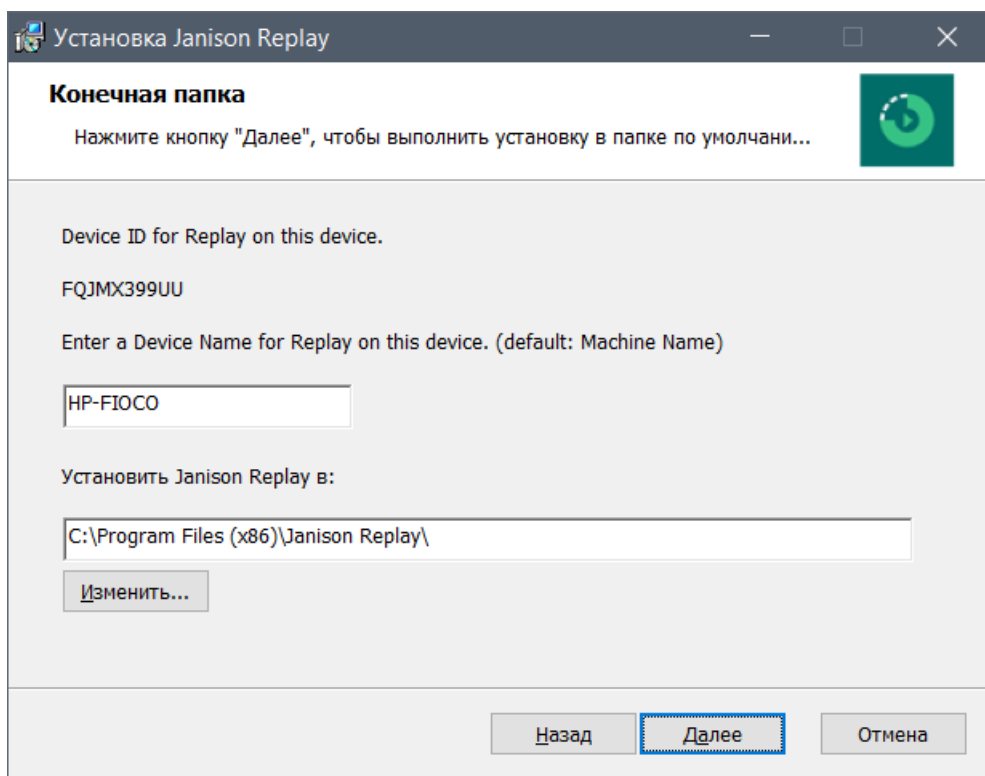 Установка Janison Replay
Конечная папка
Нажмите кнопку "Далее", чтобы выполнить установку в папке по умолчани...
Device ID for Replay on this device.
FQJMX399UU
Enter a Device Name for Replay on this device. (default: Machine Name)
HP-FIOCO
Установить Janison Replay в:
C:\Program Files (x86)\Janison Replay\
Изменить...
Назад
Далее
Отмена